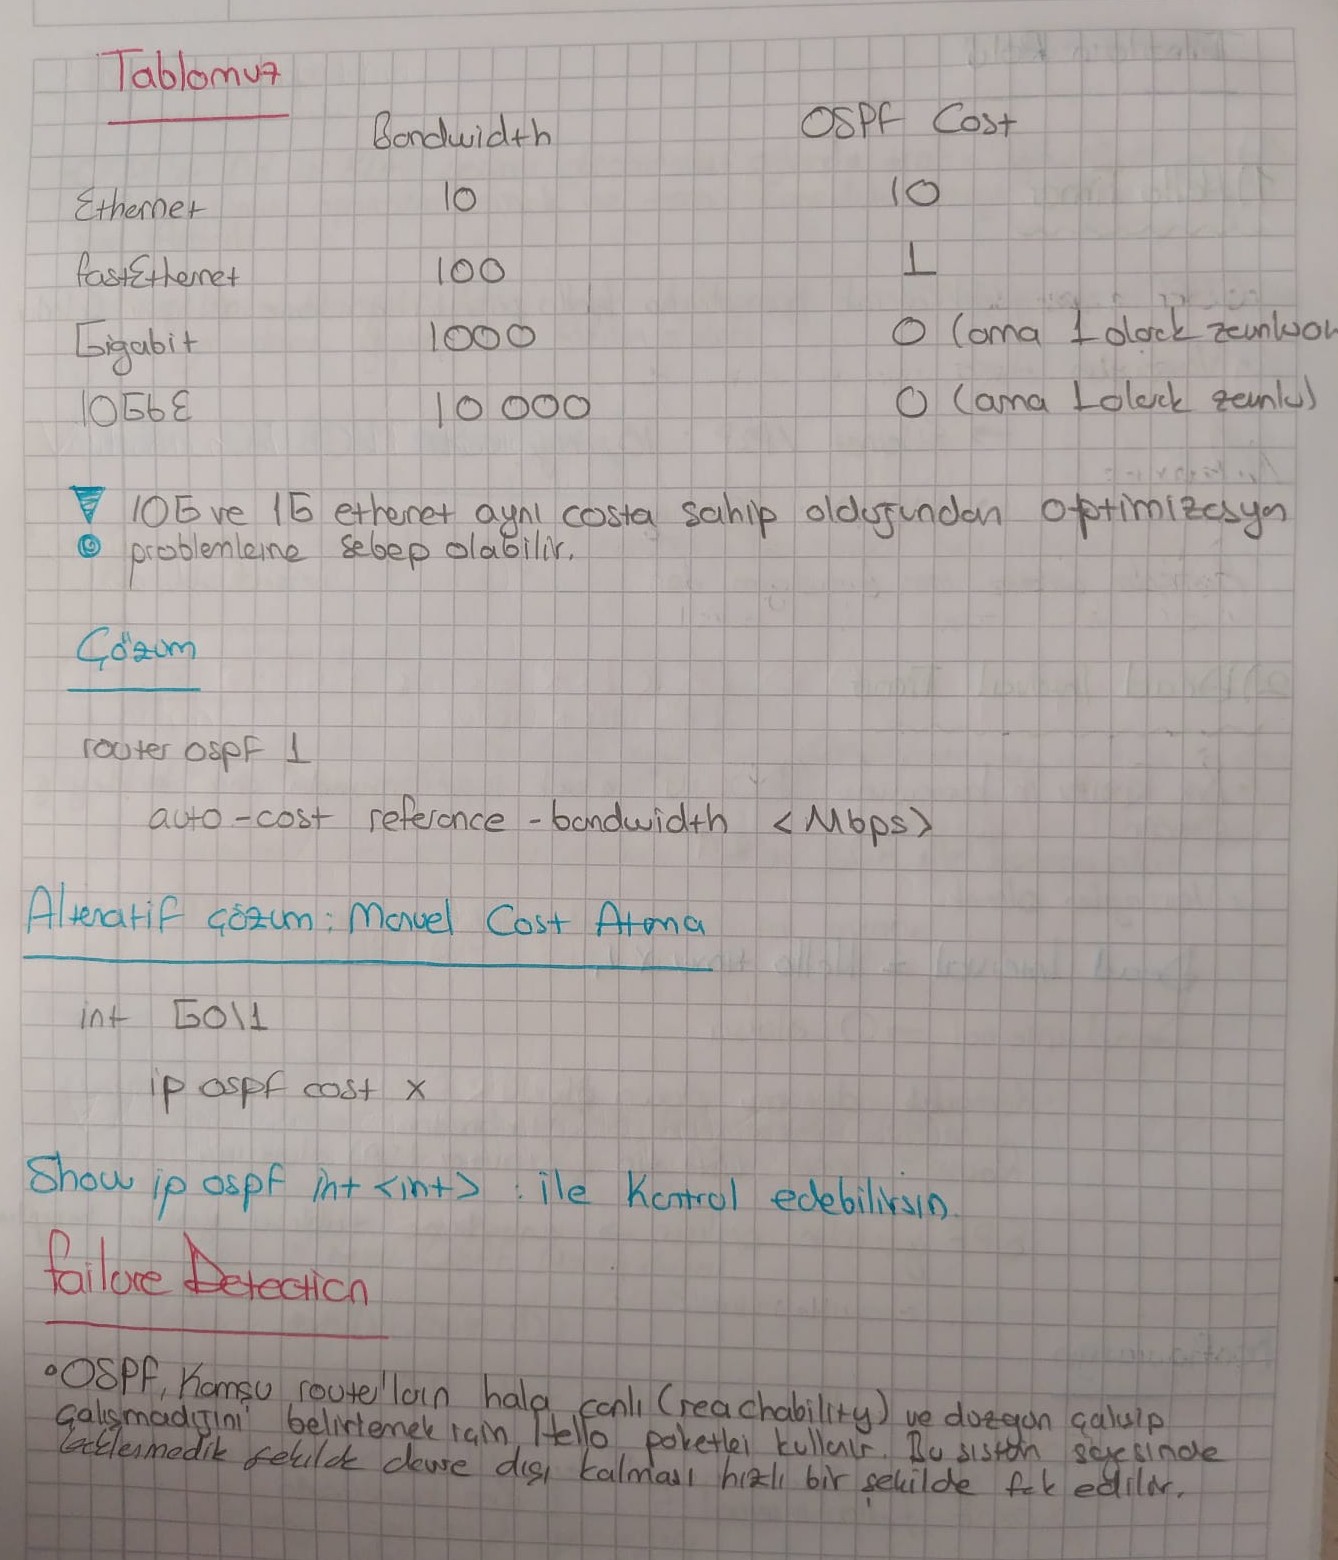 Tablomuz
Bandwidth OSPF Cost
Ethernet 10 10
fastEthernet 100 1
Gigabit 1000 0 (ama 1 olarak
10GbE 10 000 0 (ama 1 olarak zorunlu)
10G ve 1G ethernet aynı costa sahip olduğundan optimizasyon
problemlerine sebep olabilir.
Çözüm
router ospf 1
auto-cost reference-bandwidth <Mbps>
Alternatif çözüm: Manuel Cost Atama
int G0\1
ip ospf cost x
Show ip ospf int <int> : ile Kontrol edebilirsin.
failure Detection
• OSPF, Komşu router'ların hala canlı (reachability) ve düzgün çalışıp
çalışmadığını belirlemek için Hello paketleri kullanır. Bu sistem sayesinde
beklenmedik şekilde devre dışı kalması hızlı bir şekilde fark edilir.